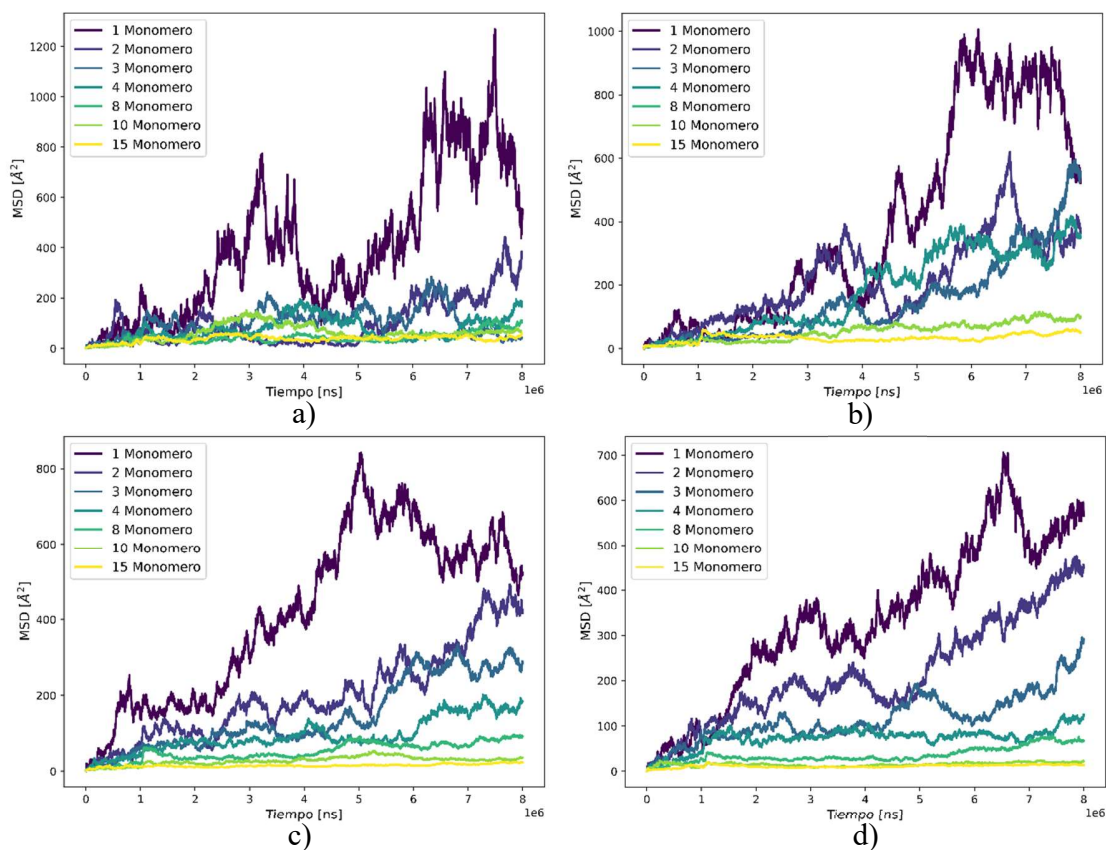 1200
1000
800
600
400
200
0
MSD [Å²]
1 Monomero
2 Monomero
3 Monomero
4 Monomero
8 Monomero
10 Monomero
15 Monomero
0 1 2 3 4 5 6 7 8
Tiempo [ns]
1e6
a)
1000
800
600
400
200
0
MSD [Å²]
1 Monomero
2 Monomero
3 Monomero
4 Monomero
8 Monomero
10 Monomero
15 Monomero
0 1 2 3 4 5 6 7 8
Tiempo [ns]
1e6
b)
800
600
400
200
0
MSD [Å²]
1 Monomero
2 Monomero
3 Monomero
4 Monomero
8 Monomero
10 Monomero
15 Monomero
0 1 2 3 4 5 6 7 8
Tiempo [ns]
1e6
c)
700
600
500
400
300
200
100
0
MSD [Å²]
1 Monomero
2 Monomero
3 Monomero
4 Monomero
8 Monomero
10 Monomero
15 Monomero
0 1 2 3 4 5 6 7 8
Tiempo [ns]
1e6
d)